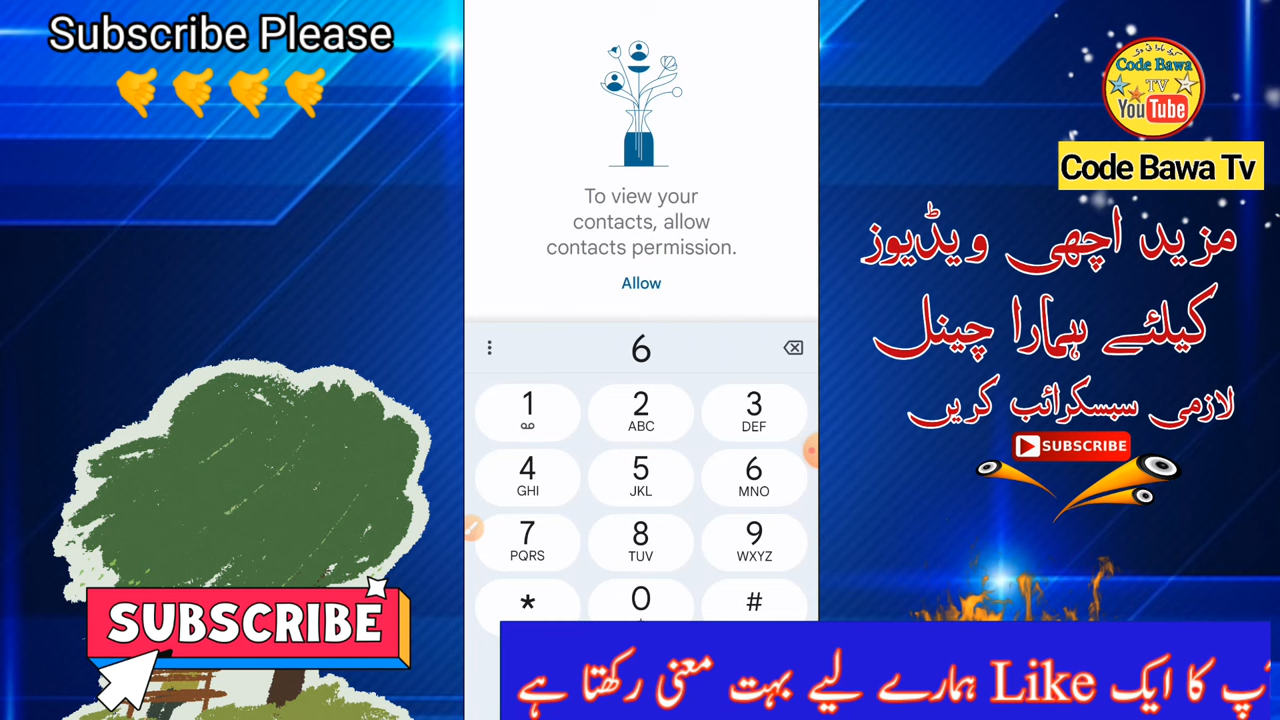 Subscribe Please
To view your
contacts, allow
contacts permission.
Allow
6
1
2
ABC
3
DEF
4
GHI
5
JKL
6
MNO
7
PQRS
8
TUV
9
WXYZ
*
0
#
SUBSCRIBE
Code Bawa
TV
YouTube
Code Bawa Tv
مزید اچھی ویڈیوز
کیلئے ہمارا چینل
لازمی سبسکرائب کریں
SUBSCRIBE
پ کا ایک Like ہمارے لیے بہت معنی رکھتا ہے